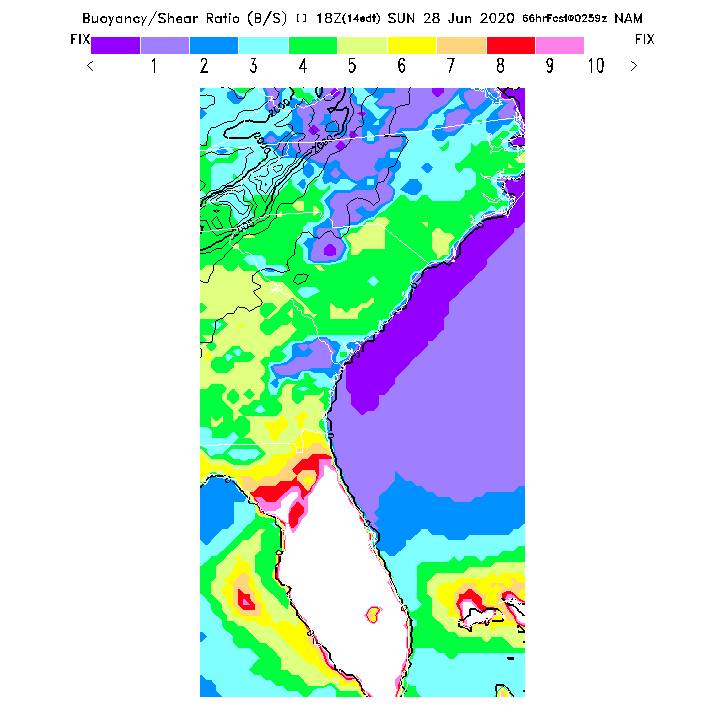 Buoyancy/Shear Ratio (B/S) [] 18Z(14edt) SUN 28 Jun 2020 66hrFcst@0259z NAM
FIX FIX
< 1 2 3 4 5 6 7 8 9 10 >